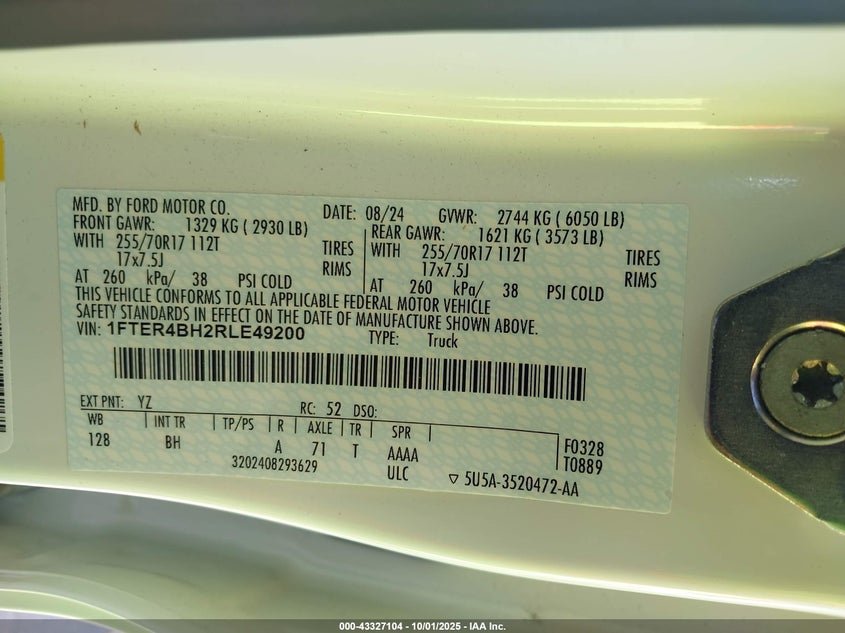 MFD. BY FORD MOTOR CO.
DATE: 08/24 GVWR: 2744 KG ( 6050 LB)
FRONT GAWR: 1329 KG ( 2930 LB)
WITH 255/70R17 112T TIRES
17x7.5J RIMS
AT 260 kPa/ 38 PSI COLD
REAR GAWR: 1621 KG ( 3573 LB)
WITH 255/70R17 112T TIRES
17x7.5J RIMS
AT 260 kPa/ 38 PSI COLD
THIS VEHICLE CONFORMS TO ALL APPLICABLE FEDERAL MOTOR VEHICLE
SAFETY STANDARDS IN EFFECT ON THE DATE OF MANUFACTURE SHOWN ABOVE.
VIN: 1FTER4BH2RLE49200
TYPE: Truck
EXT PNT: YZ RC: 52 DSO:
WB INT TR TP/PS R AXLE TR SPR
128 BH A 71 T AAAA F0328
3202408293629 ULC T0889
▽ 5U5A-3520472-AA
000-43327104 - 10/01/2025 - IAA Inc.